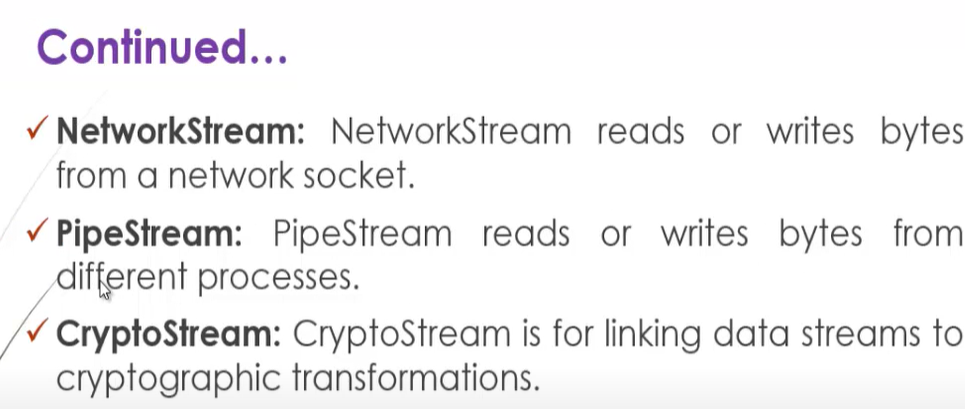 Continued...
✓ NetworkStream: NetworkStream reads or writes bytes
from a network socket.
✓ PipeStream: PipeStream reads or writes bytes from
different processes.
✓ CryptoStream: CryptoStream is for linking data streams to
cryptographic transformations.